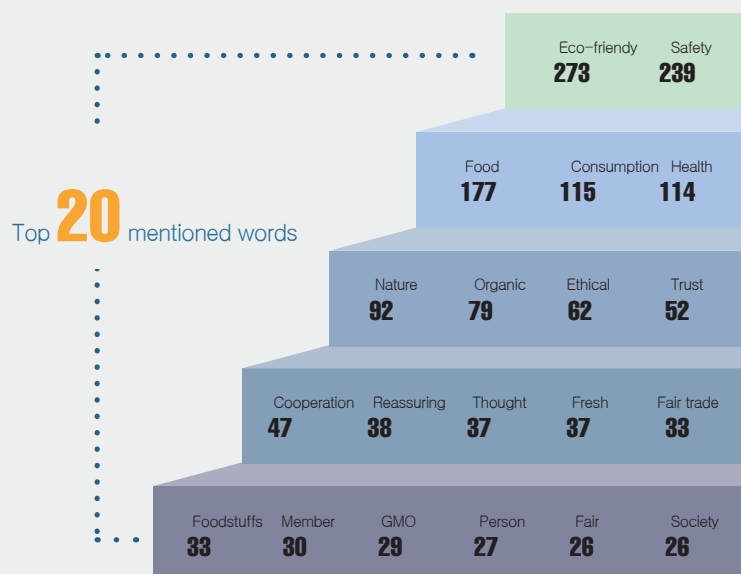 Eco-friendy Safety
273 239
Food Consumption Health
177 115 114
Top 20 mentioned words
Nature Organic Ethical Trust
92 79 62 52
Cooperation Reassuring Thought Fresh Fair trade
47 38 37 37 33
Foodstuffs Member GMO Person Fair Society
33 30 29 27 26 26